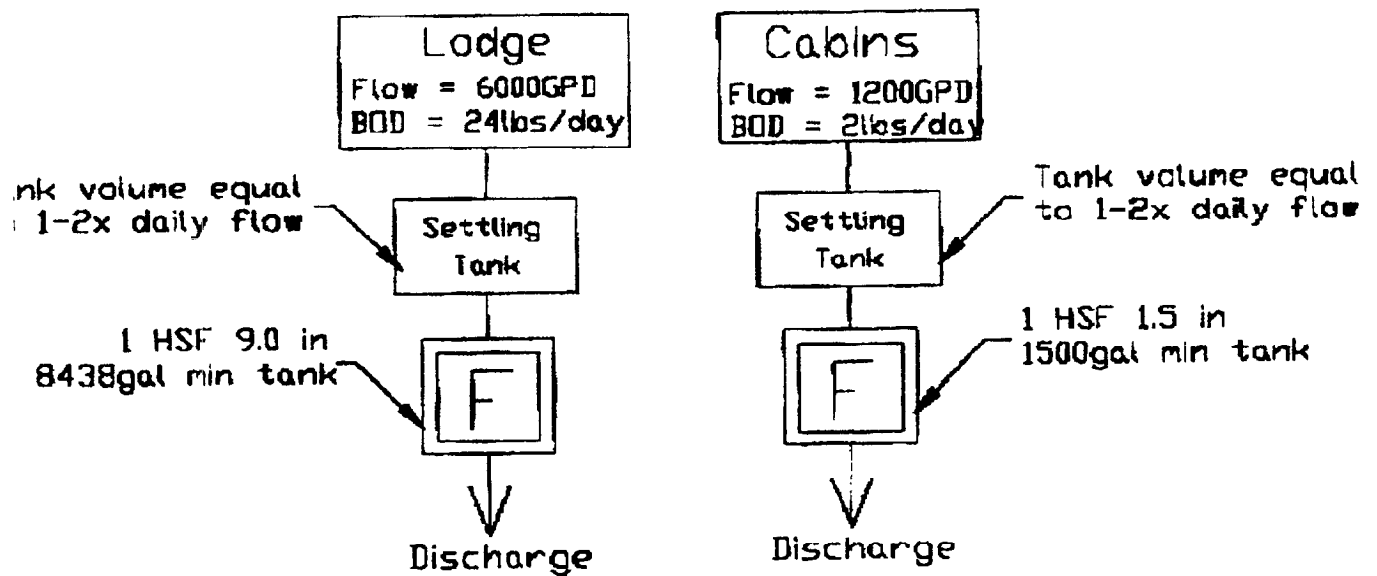 Lodge
Flow = 6000GPD
BOD = 24lbs/day
Cabins
Flow = 1200GPD
BOD = 2lbs/day
nk volume equal
1-2x daily flow
Settling
Tank
Settling
Tank
Tank volume equal
to 1-2x daily flow
1 HSF 9.0 in
8438gal min tank
F
F
1 HSF 1.5 in
1500gal min tank
Discharge
Discharge